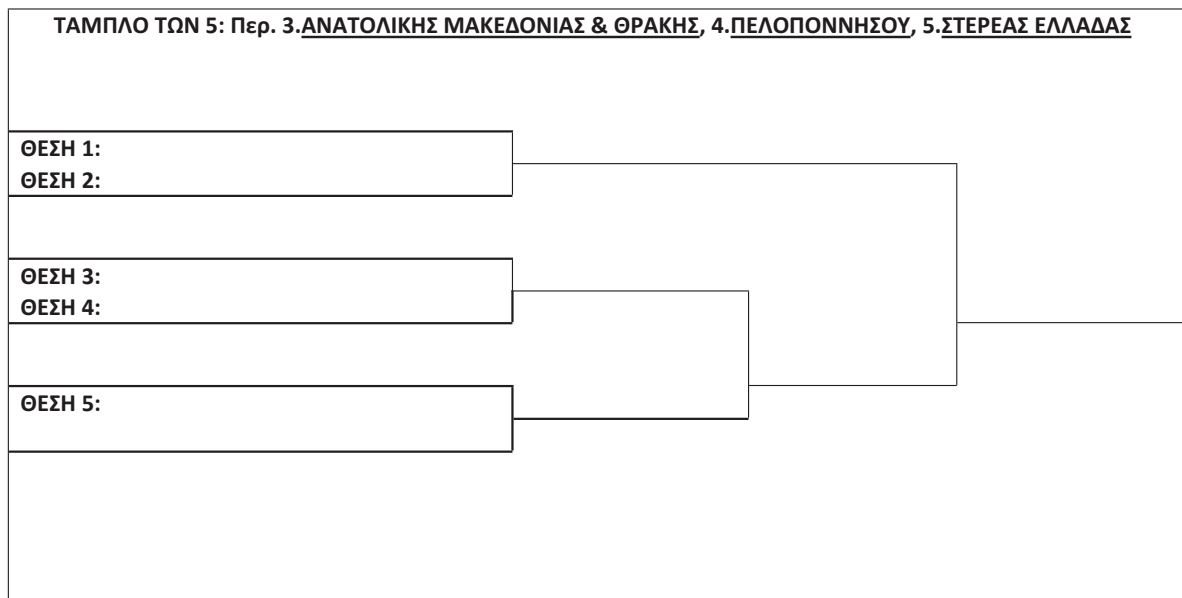 ΤΑΜΠΛΟ ΤΩΝ 5: Περ. 3.ΑΝΑΤΟΛΙΚΗΣ ΜΑΚΕΔΟΝΙΑΣ & ΘΡΑΚΗΣ, 4.ΠΕΛΟΠΟΝΝΗΣΟΥ, 5.ΣΤΕΡΕΑΣ ΕΛΛΑΔΑΣ
ΘΕΣΗ 1:
ΘΕΣΗ 2:
ΘΕΣΗ 3:
ΘΕΣΗ 4:
ΘΕΣΗ 5: